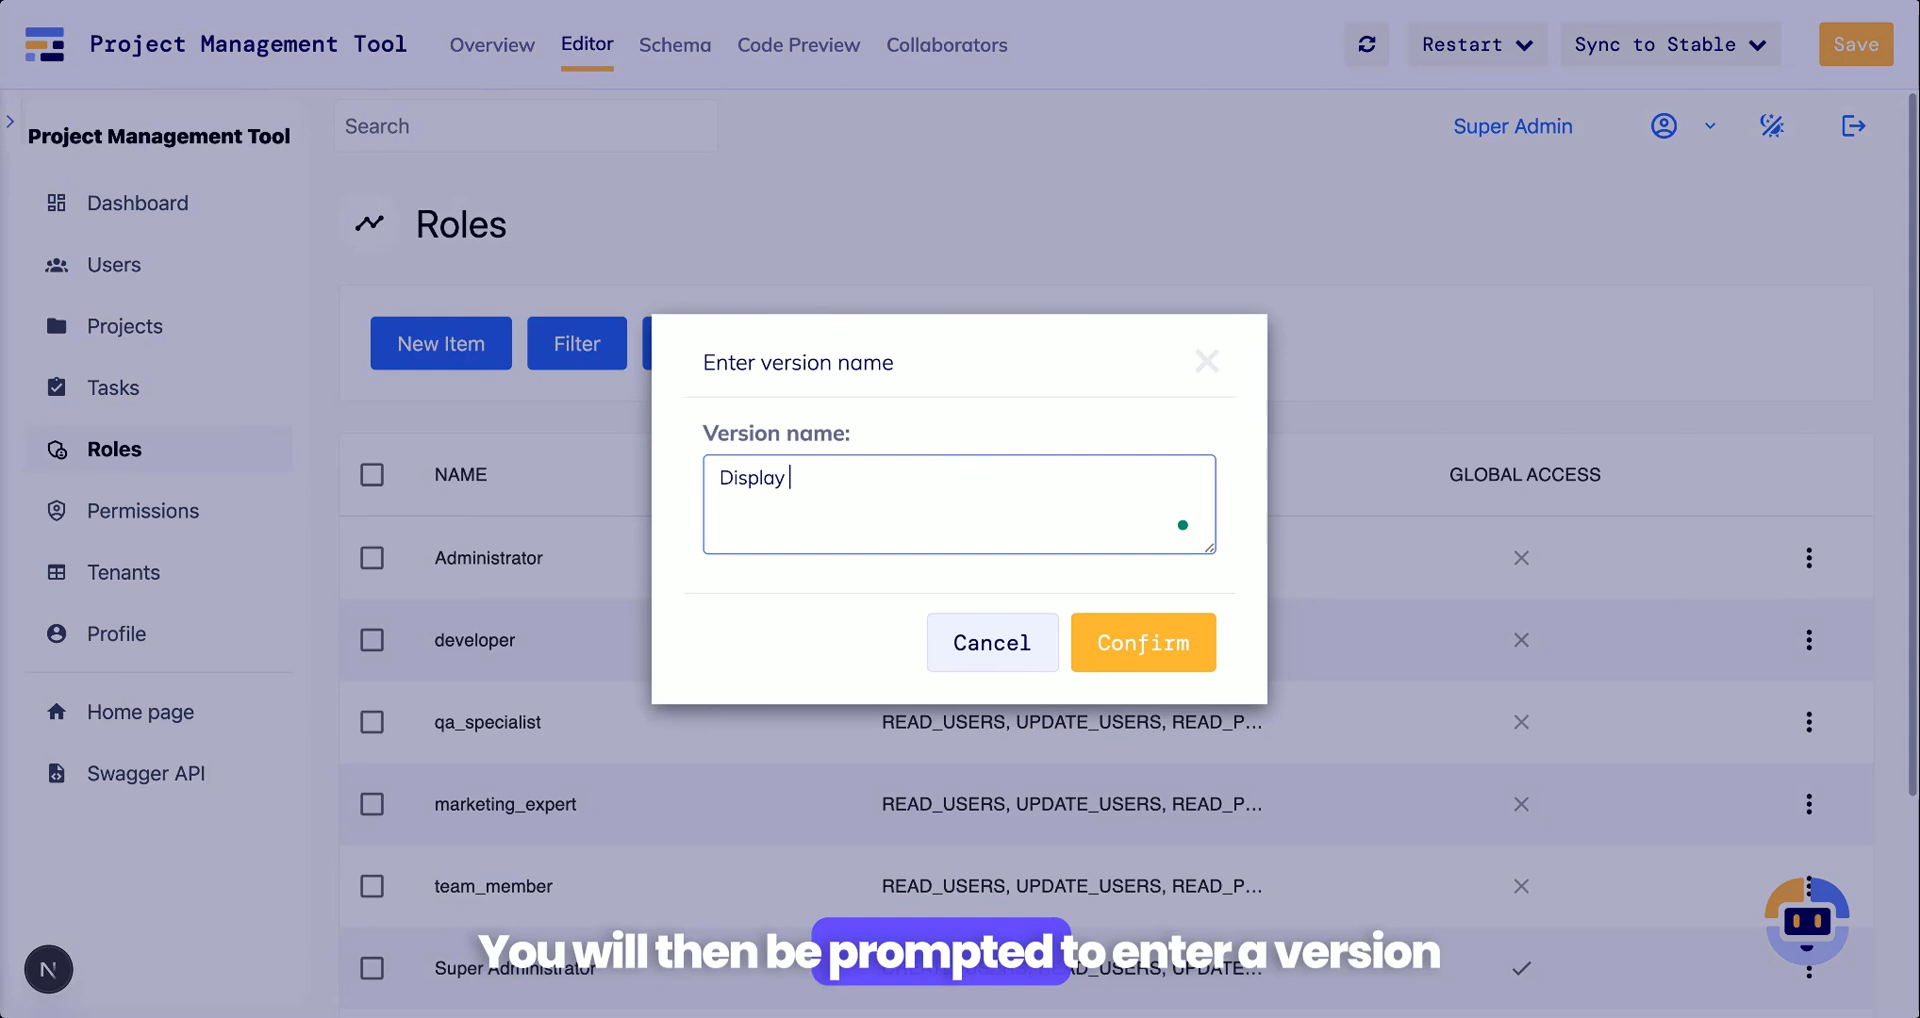 Project Management Tool
Overview
Editor
Schema
Code Preview
Collaborators
Restart
Sync to Stable
Save
Project Management Tool
Search
Super Admin
Dashboard
Users
Projects
Tasks
Roles
Permissions
Tenants
Profile
Home page
Swagger API
Roles
New Item
Filter
Enter version name
Version name:
Display
Cancel
Confirm
NAME
GLOBAL ACCESS
Administrator
developer
qa_specialist
READ_USERS, UPDATE_USERS, READ_P...
marketing_expert
READ_USERS, UPDATE_USERS, READ_P...
team_member
READ_USERS, UPDATE_USERS, READ_P...
Super Administrator
You will then be prompted to enter a version
N